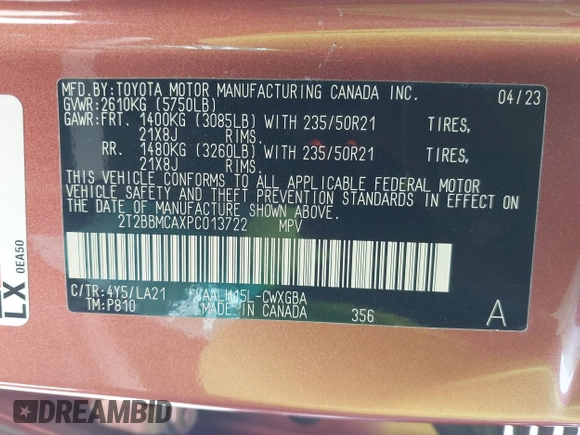 MFD.BY:TOYOTA MOTOR MANUFACTURING CANADA INC. 04/23
GVWR:2610KG (5750LB)
GAWR:FRT. 1400KG (3085LB) WITH 235/50R21 TIRES,
21X8J RIMS.
RR. 1480KG (3260LB) WITH 235/50R21 TIRES,
21X8J RIMS.
THIS VEHICLE CONFORMS TO ALL APPLICABLE FEDERAL MOTOR
VEHICLE SAFETY AND THEFT PREVENTION STANDARDS IN EFFECT ON
THE DATE OF MANUFACTURE SHOWN ABOVE.
2T2BBMCAXPC013722 MPV
C/TR:4Y5/LA21 AALH15L-CWXGBA
TM:P810 MADE IN CANADA 356 A
LX 0EA50
DREAMBID